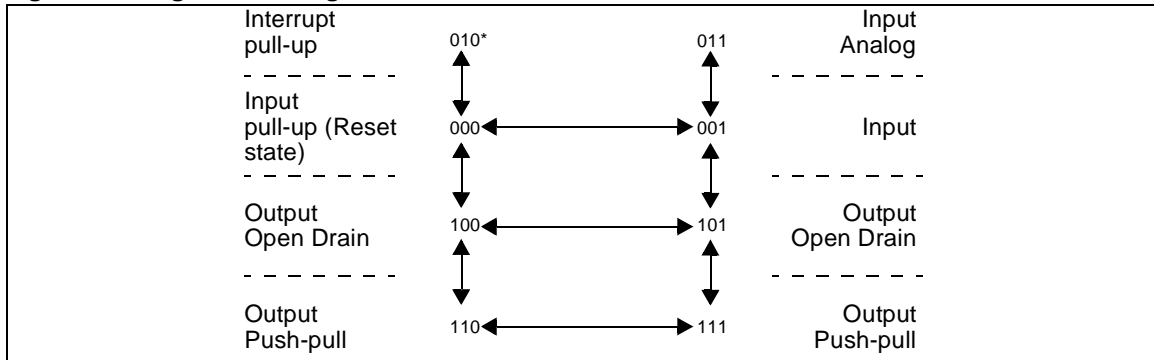 Interrupt
pull-up
010*
011
Input
Analog
Input
pull-up (Reset
state)
000
001
Input
Output
Open Drain
100
101
Output
Open Drain
Output
Push-pull
110
111
Output
Push-pull